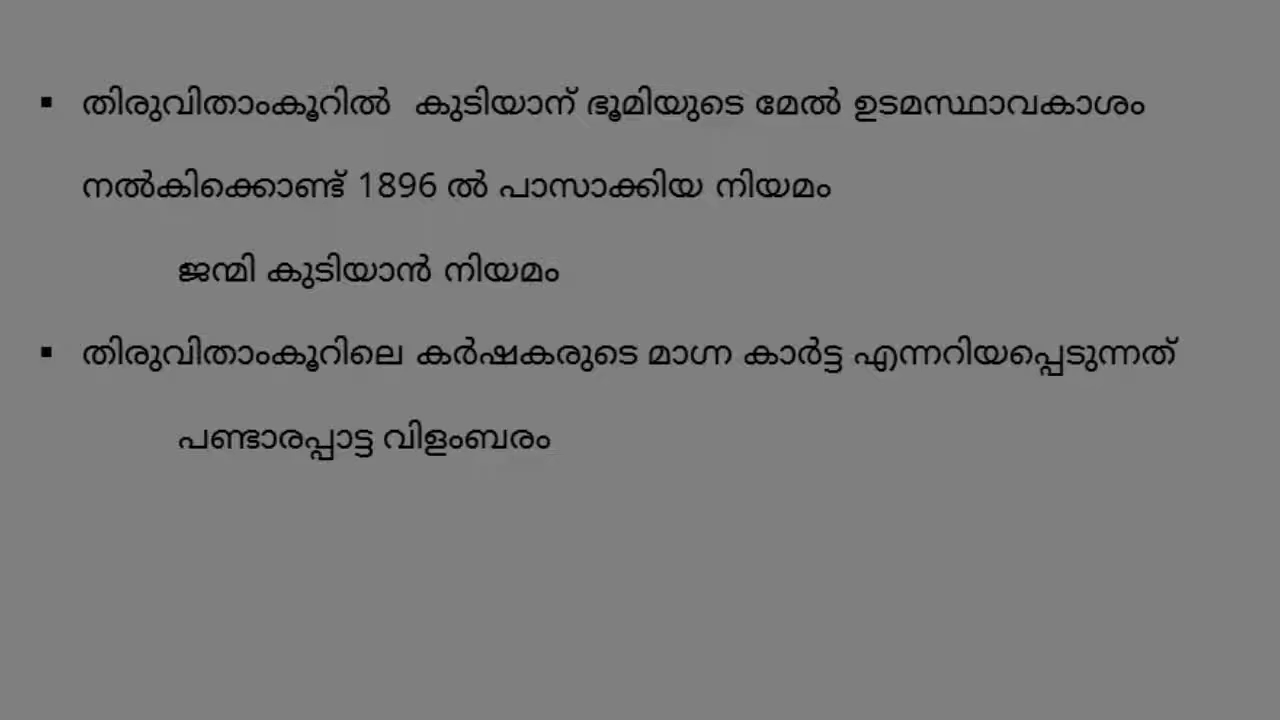 ▪ തിരുവിതാംകൂറിൽ കുടിയാന് ഭൂമിയുടെ മേൽ ഉടമസ്ഥാവകാശം
നൽകിക്കൊണ്ട് 1896 ൽ പാസാക്കിയ നിയമം
ജന്മി കുടിയാൻ നിയമം
▪ തിരുവിതാംകൂറിലെ കർഷകരുടെ മാഗ്ന കാർട്ട എന്നറിയപ്പെടുന്നത്
പണ്ടാരപ്പാട്ട വിളംബരം